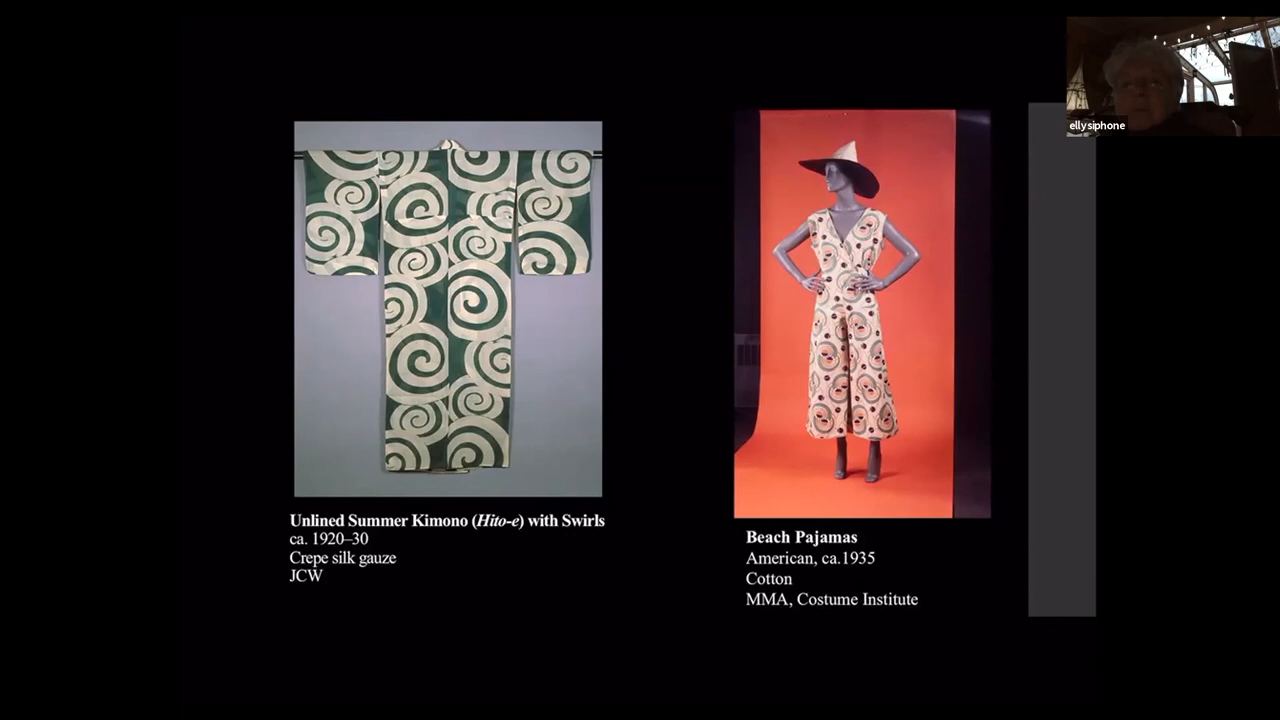 ellysiphone
Unlined Summer Kimono (Hito-e) with Swirls
ca. 1920–30
Crepe silk gauze
JCW
Beach Pajamas
American, ca.1935
Cotton
MMA, Costume Institute